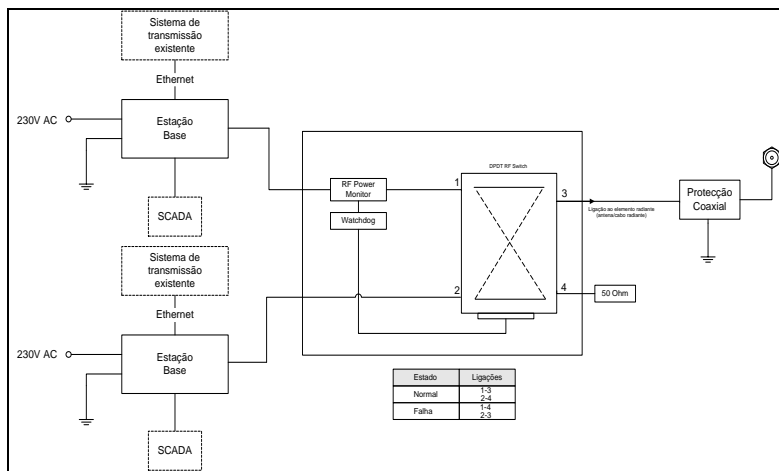 Sistema de
transmissão
existente
Ethernet
230V AC
Estação
Base
SCADA
RF Power
Monitor
Watchdog
DPDT RF Switch
1
2
3
4
Ligação ao elemento radiante
(antena/cabo radiante)
Protecção
Coaxial
50 Ohm
Sistema de
transmissão
existente
Ethernet
230V AC
Estação
Base
SCADA
Estado Ligações
Normal 1-3
2-4
Falha 1-4
2-3